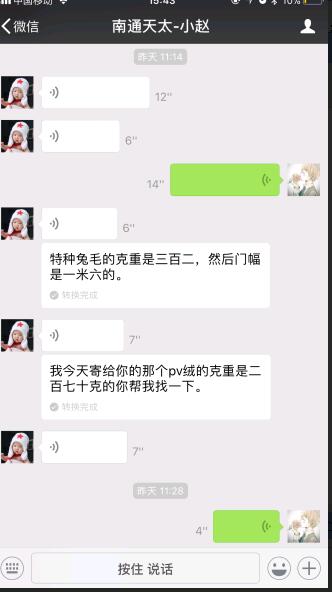 中国移动 15:43 10%
微信 南通天太-小赵
昨天 11:14
12"
6"
14"
6"
特种兔毛的克重是三百二，然后门幅
是一米六的。
转换完成
7"
我今天寄给你的那个pv绒的克重是二
百七十克的你帮我找一下。
转换完成
7"
昨天 11:28
4"
按住 说话